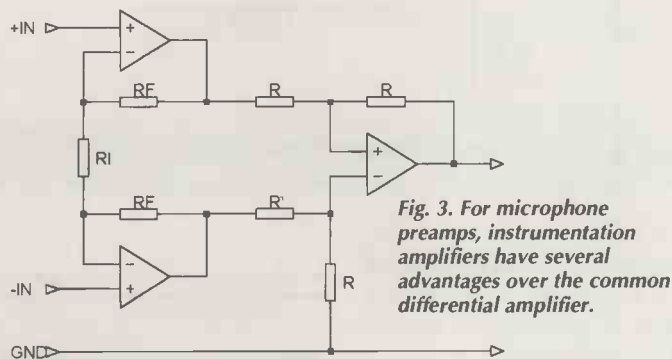 +IN
+
−
RF
R
R
RI
+
−
RF
R
Fig. 3. For microphone
preamps, instrumentation
amplifiers have several
advantages over the common
differential amplifier.
−
+
R
-IN
GND